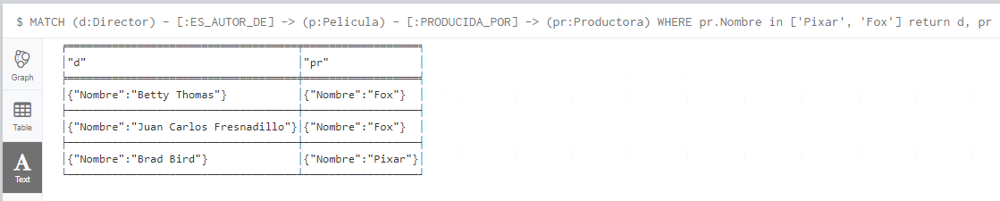 $ MATCH (d:Director) - [:ES_AUTOR_DE] -> (p:Pelicula) - [:PRODUCIDA_POR] -> (pr:Productora) WHERE pr.Nombre in ['Pixar', 'Fox'] return d, pr
Graph
Table
A
Text
"d" "pr"
{"Nombre":"Betty Thomas"} {"Nombre":"Fox"}
{"Nombre":"Juan Carlos Fresnadillo"} {"Nombre":"Fox"}
{"Nombre":"Brad Bird"} {"Nombre":"Pixar"}